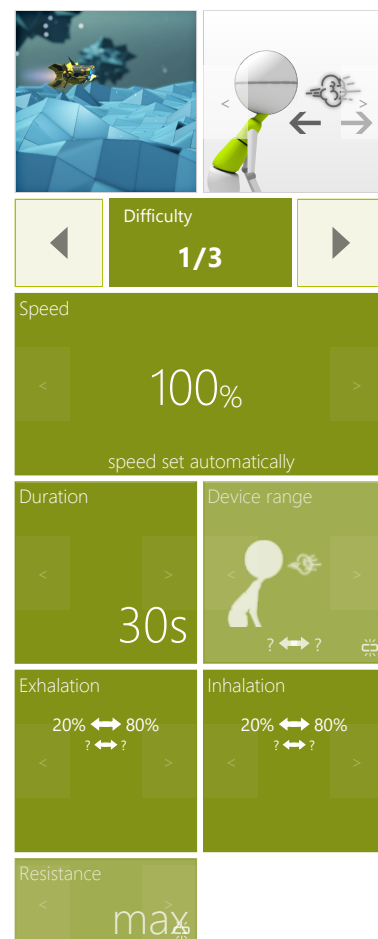 Difficulty
1/3
Speed
< 100% >
speed set automatically
Duration
Device range
< >
< >
30s
? ?
Exhalation
Inhalation
20% 80%
20% 80%
? ?
? ?
< >
< >
Resistance
< >
max